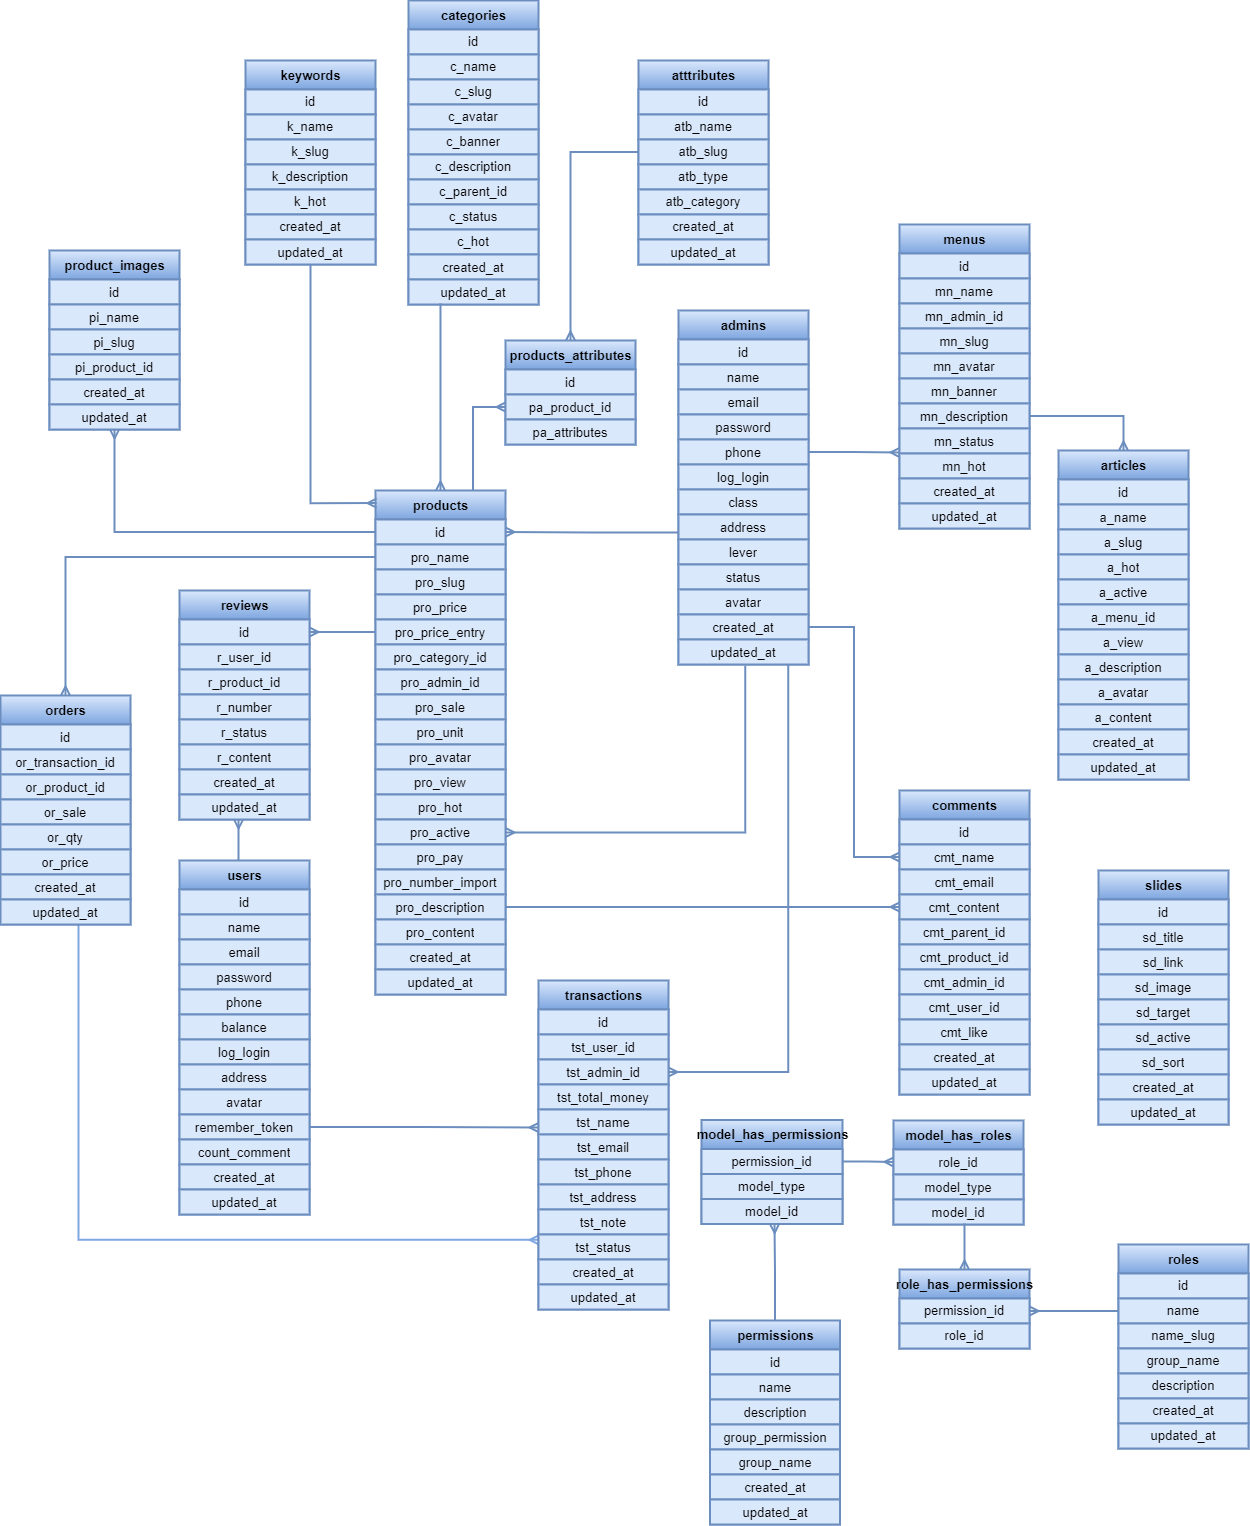 categories
id
c_name
c_slug
c_avatar
c_banner
c_description
c_parent_id
c_status
c_hot
created_at
updated_at
keywords
id
k_name
k_slug
k_description
k_hot
created_at
updated_at
atttributes
id
atb_name
atb_slug
atb_type
atb_category
created_at
updated_at
menus
id
mn_name
mn_admin_id
mn_slug
mn_avatar
mn_banner
mn_description
mn_status
mn_hot
created_at
updated_at
product_images
id
pi_name
pi_slug
pi_product_id
created_at
updated_at
admins
id
name
email
password
phone
log_login
class
address
lever
status
avatar
created_at
updated_at
products_attributes
id
pa_product_id
pa_attributes
articles
id
a_name
a_slug
a_hot
a_active
a_menu_id
a_view
a_description
a_avatar
a_content
created_at
updated_at
products
id
pro_name
pro_slug
pro_price
pro_price_entry
pro_category_id
pro_admin_id
pro_sale
pro_unit
pro_avatar
pro_view
pro_hot
pro_active
pro_pay
pro_number_import
pro_description
pro_content
created_at
updated_at
reviews
id
r_user_id
r_product_id
r_number
r_status
r_content
created_at
updated_at
orders
id
or_transaction_id
or_product_id
or_sale
or_qty
or_price
created_at
updated_at
comments
id
cmt_name
cmt_email
cmt_content
cmt_parent_id
cmt_product_id
cmt_admin_id
cmt_user_id
cmt_like
created_at
updated_at
users
id
name
email
password
phone
balance
log_login
address
avatar
remember_token
count_comment
created_at
updated_at
slides
id
sd_title
sd_link
sd_image
sd_target
sd_active
sd_sort
created_at
updated_at
transactions
id
tst_user_id
tst_admin_id
tst_total_money
tst_name
tst_email
tst_phone
tst_address
tst_note
tst_status
created_at
updated_at
model_has_permissions
permission_id
model_type
model_id
model_has_roles
role_id
model_type
model_id
role_has_permissions
permission_id
role_id
roles
id
name
name_slug
group_name
description
created_at
updated_at
permissions
id
name
description
group_permission
group_name
created_at
updated_at